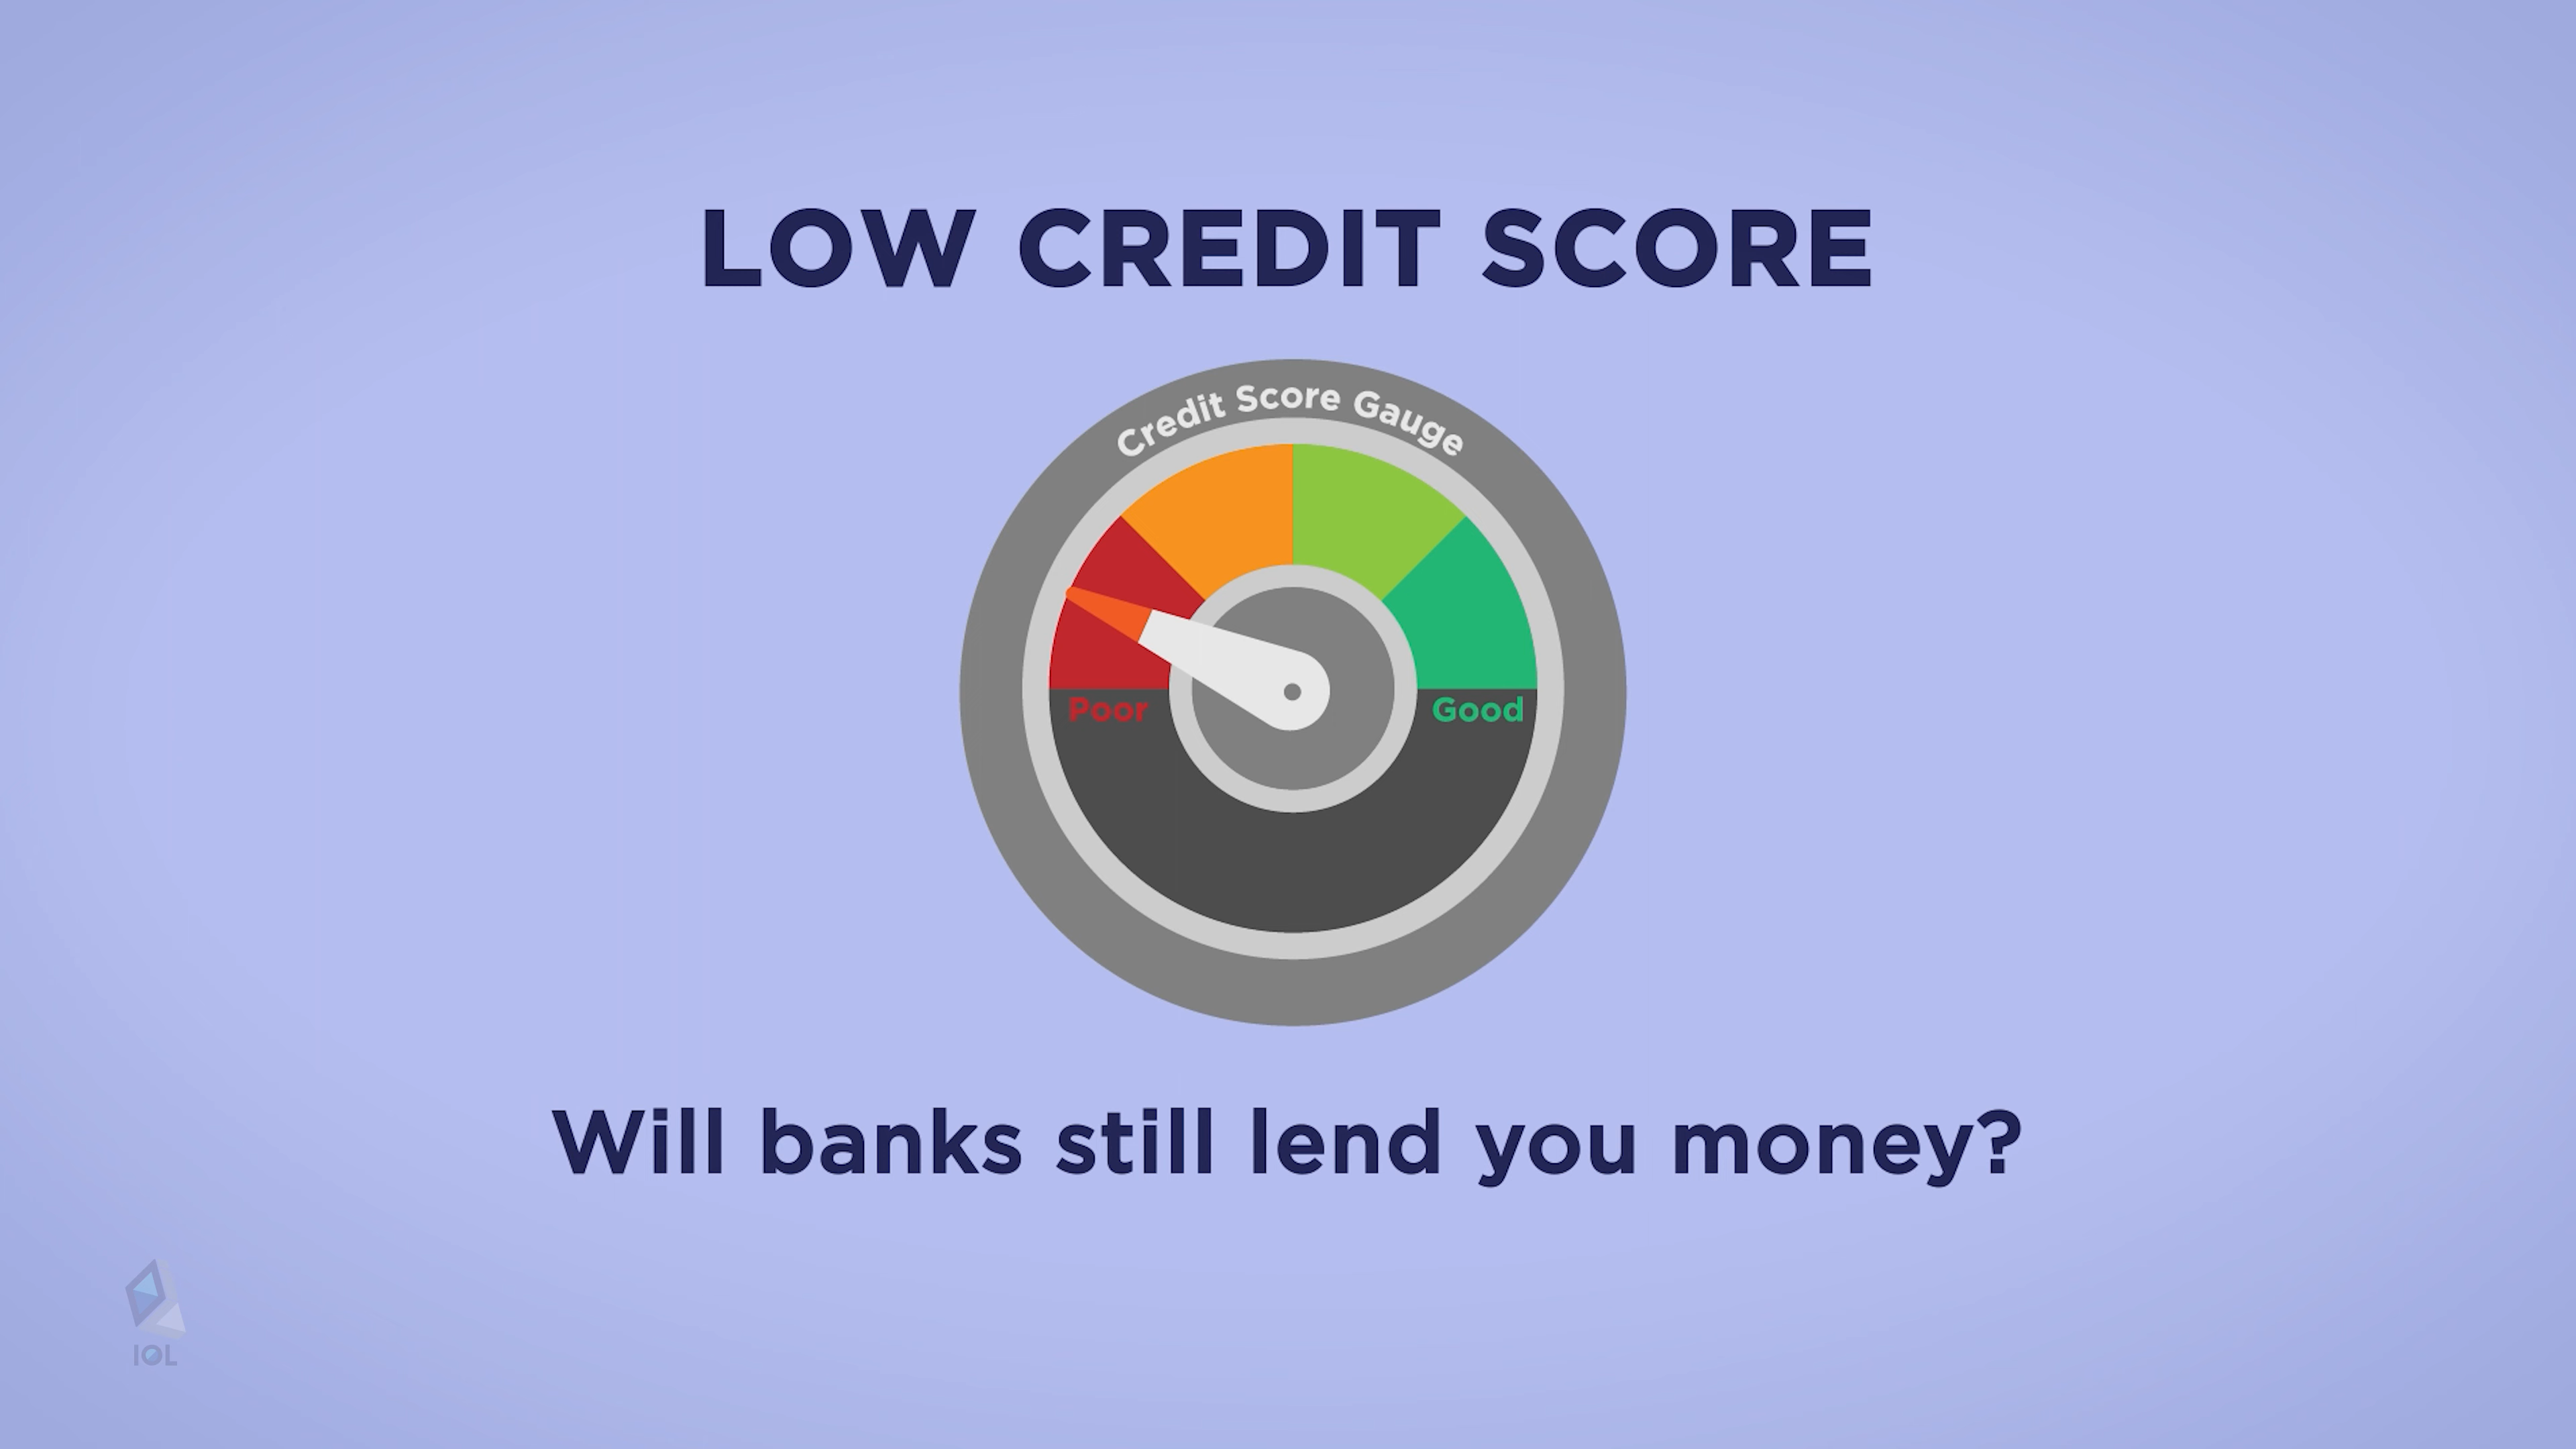 LOW CREDIT SCORE
Credit Score Gauge
Poor
Good
Will banks still lend you money?
IOL